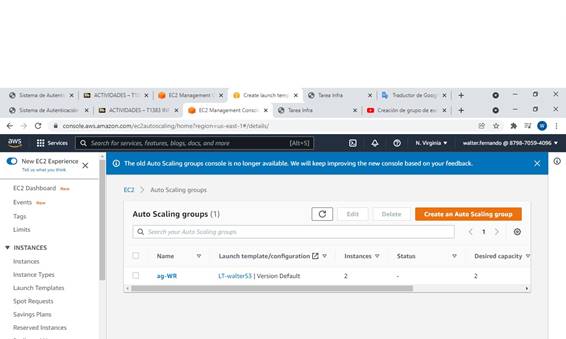 Sistema de Autentic
ACTIVIDADES – T13
EC2 Management C
Create launch temp
Tarea Infra
Traductor de Goog
Sistema de Autenticación
ACTIVIDADES – T1383 INF
EC2 Management Consol
Tarea Infra
Creación de grupo de es
console.aws.amazon.com/ec2autoscaling/home?region=us-east-1#/details/
aws
Services
Search for services, features, blogs, docs, and more
[Alt+S]
N. Virginia
walter.fernando @ 8798-7059-4096
New EC2 Experience
Tell us what you think
The old Auto Scaling groups console is no longer available. We will keep improving the new console based on your feedback.
EC2 Dashboard New
Events New
Tags
Limits
INSTANCES
Instances
Instance Types
Launch Templates
Spot Requests
Savings Plans
Reserved Instances
EC2 > Auto Scaling groups
Auto Scaling groups (1)
Edit
Delete
Create an Auto Scaling group
Search your Auto Scaling groups
1
Name
Launch template/configuration
Instances
Status
Desired capacity
ag-WR
LT-walter53 | Version Default
2
-
2